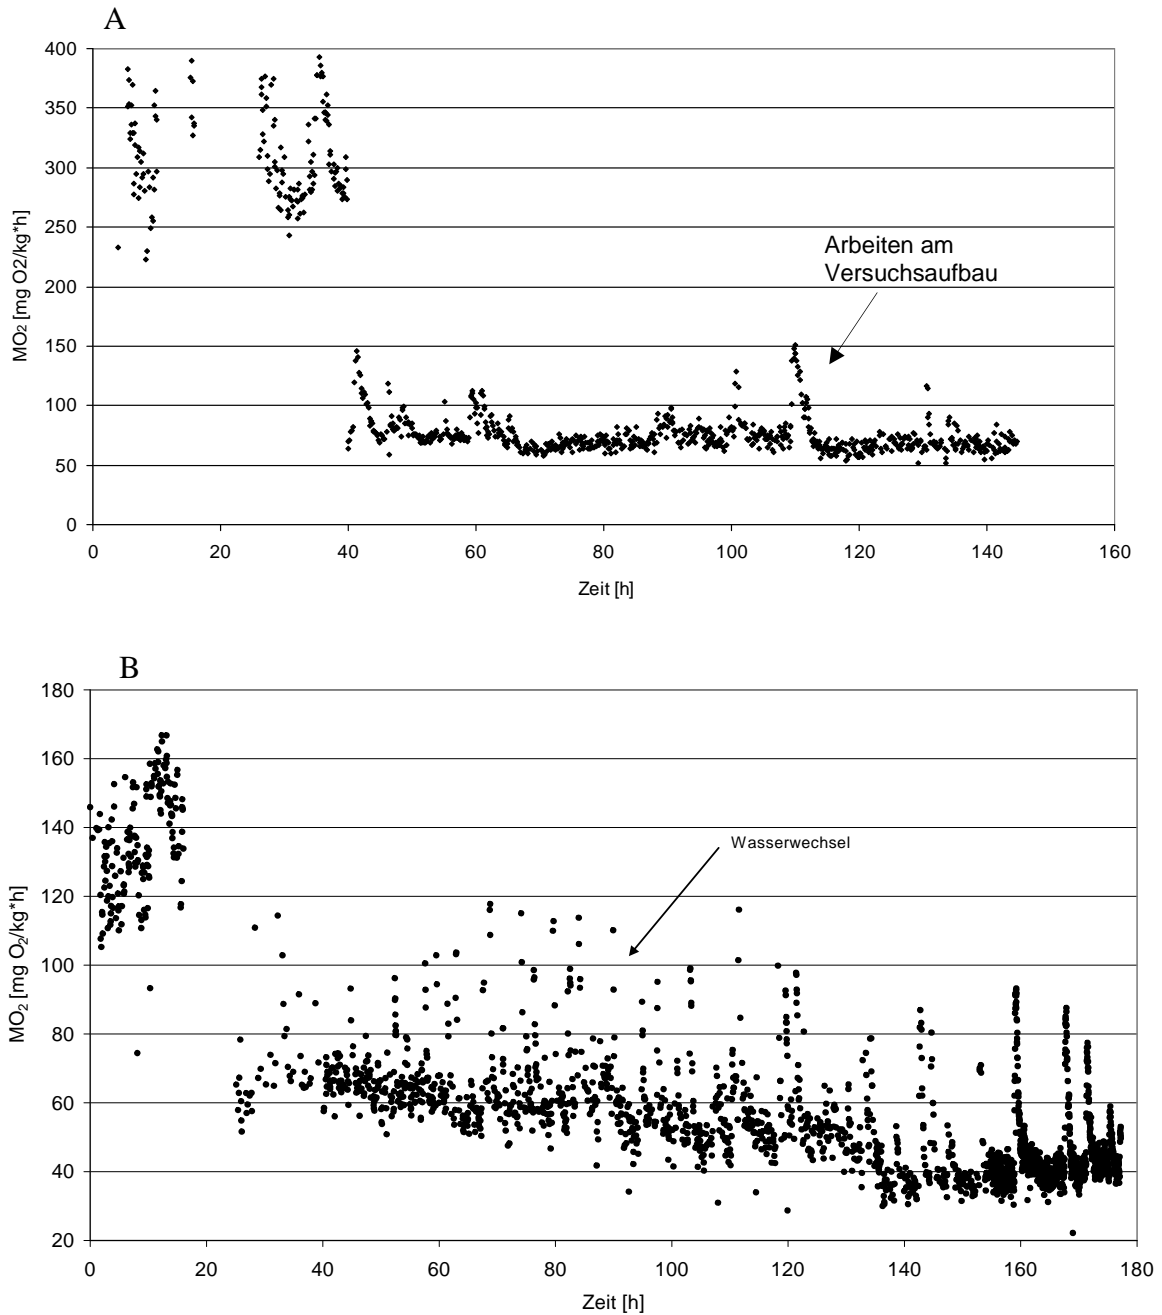 A
400
350
300
250
200
150
100
50
0
MO2 [mg O2/kg*h]
Arbeiten am
Versuchsaufbau
0 20 40 60 80 100 120 140 160
Zeit [h]
B
180
160
140
120
100
80
60
40
20
MO2 [mg O2/kg*h]
Wasserwechsel
0 20 40 60 80 100 120 140 160 180
Zeit [h]